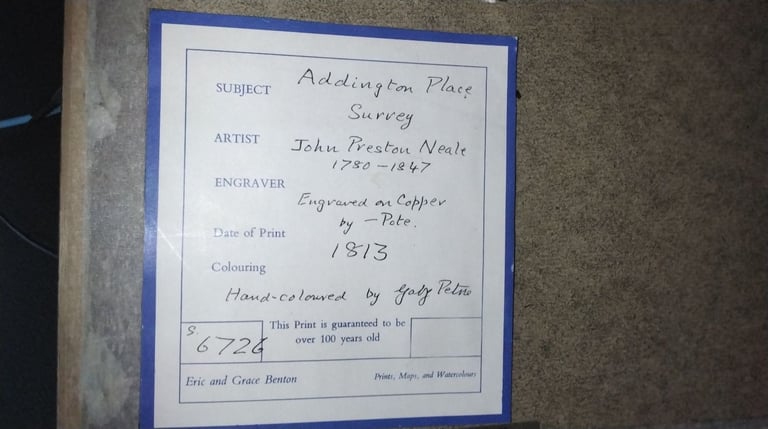 SUBJECT Addington Place
Survey
ARTIST John Preston Neale
1780-1847
ENGRAVER
Engraved on Copper
by - Pote.
Date of Print 1813
Colouring
Hand-coloured by Gaby
S.
6726
This Print is guaranteed to be
over 100 years old
Eric and Grace Benton Prints, Maps, and Watercolours